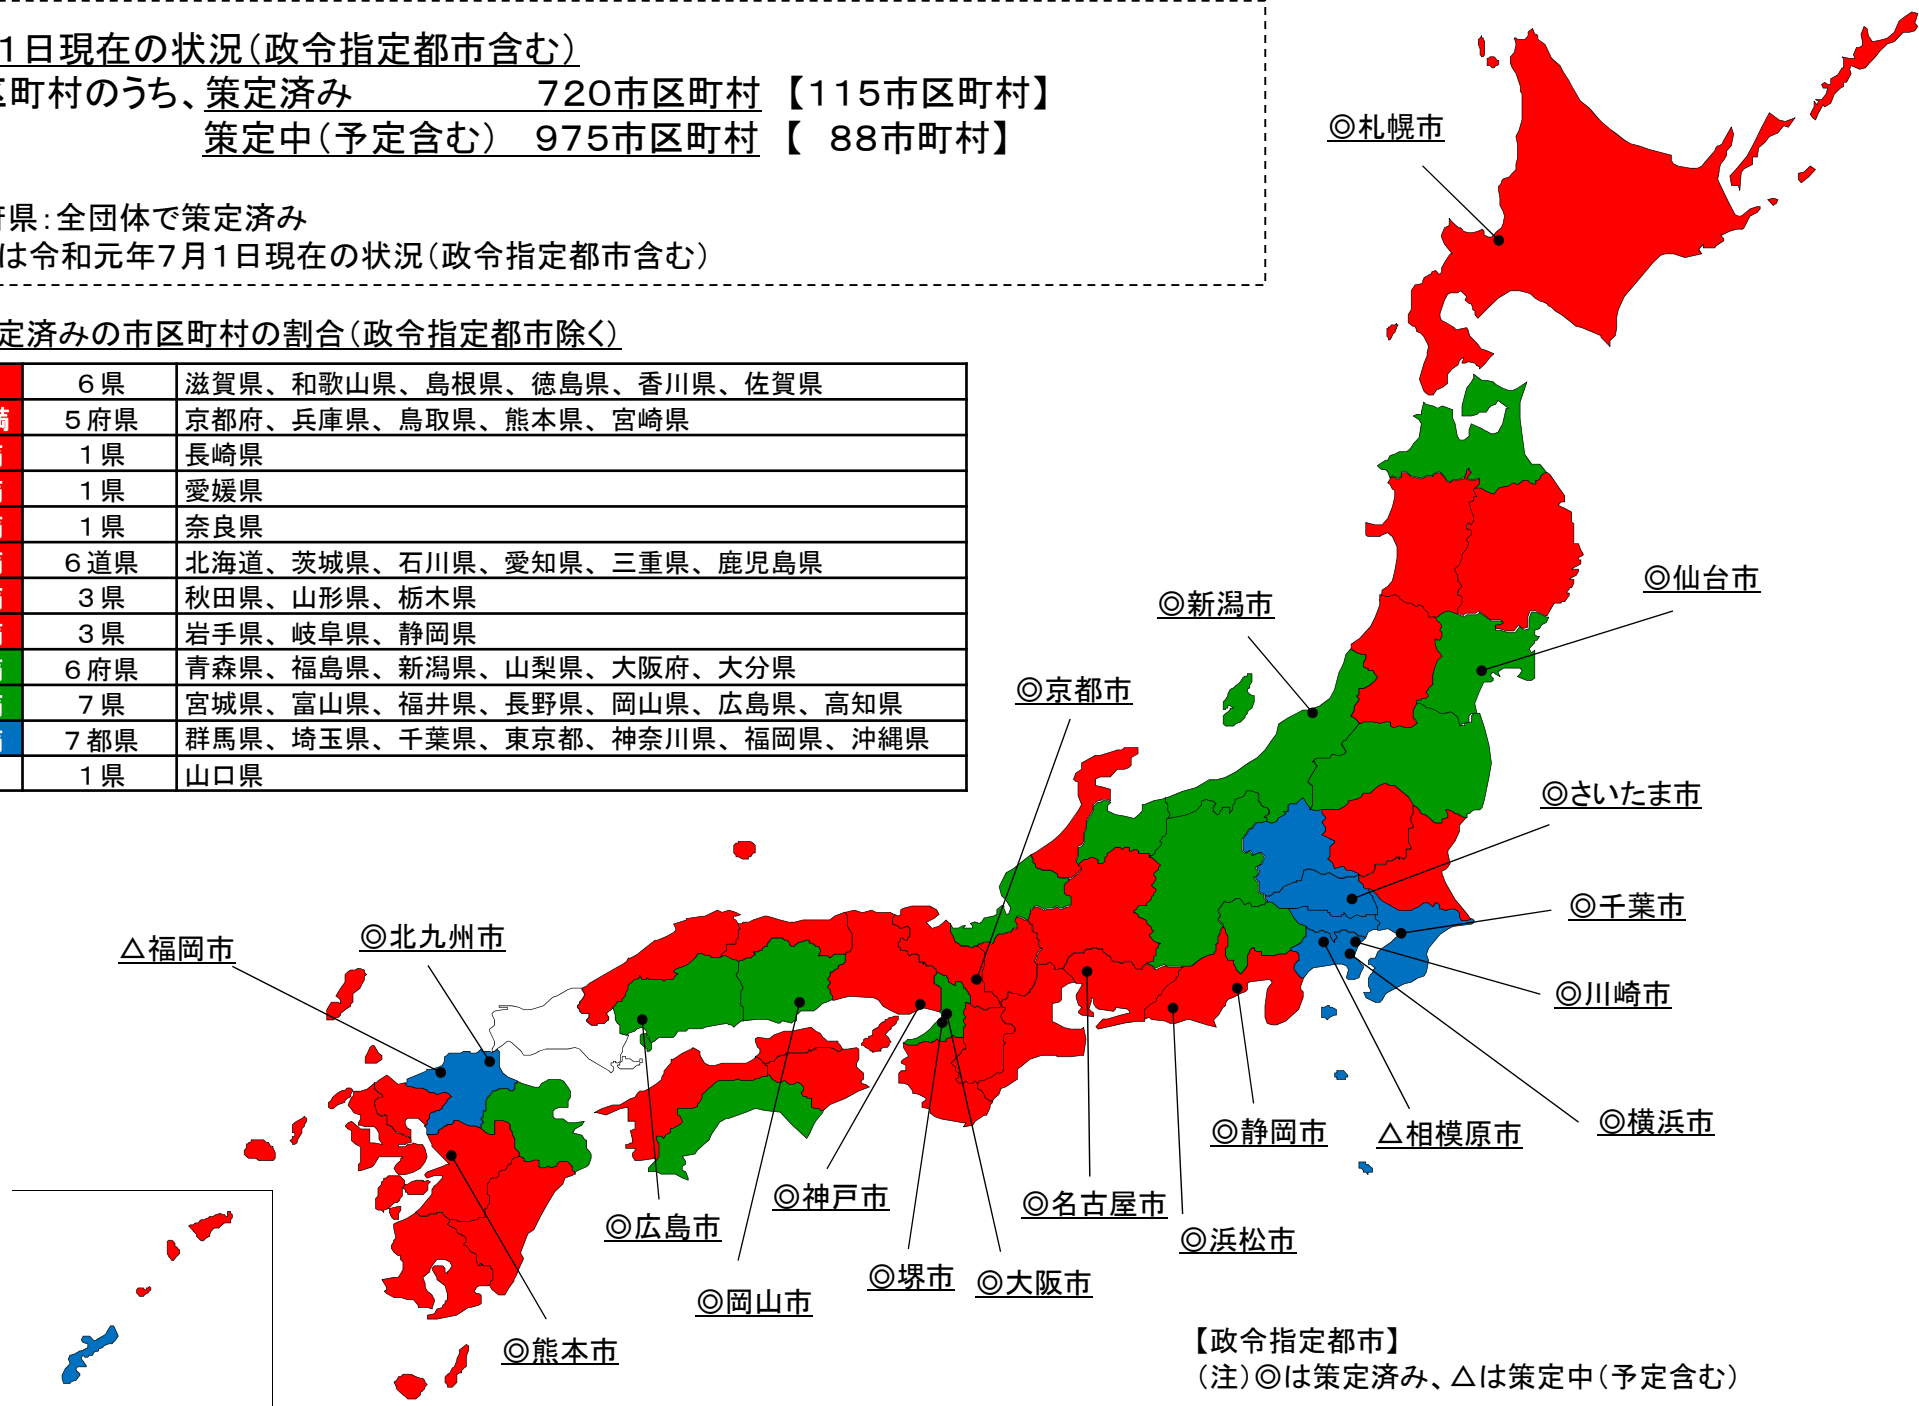 1日現在の状況(政令指定都市含む)
区町村のうち、策定済み 720市区町村 【115市区町村】
策定中(予定含む) 975市区町村 【 88市町村】
府県:全団体で策定済み
は令和元年7月1日現在の状況(政令指定都市含む)
定済みの市区町村の割合(政令指定都市除く)
6県 滋賀県、和歌山県、島根県、徳島県、香川県、佐賀県
満 5府県 京都府、兵庫県、鳥取県、熊本県、宮崎県
満 1県 長崎県
満 1県 愛媛県
満 1県 奈良県
満 6道県 北海道、茨城県、石川県、愛知県、三重県、鹿児島県
満 3県 秋田県、山形県、栃木県
満 3県 岩手県、岐阜県、静岡県
満 6府県 青森県、福島県、新潟県、山梨県、大阪府、大分県
満 7県 宮城県、富山県、福井県、長野県、岡山県、広島県、高知県
満 7都県 群馬県、埼玉県、千葉県、東京都、神奈川県、福岡県、沖縄県
1県 山口県
◎札幌市
◎仙台市
◎新潟市
◎京都市
◎さいたま市
◎千葉市
◎北九州市
△福岡市
◎川崎市
◎横浜市
◎静岡市
△相模原市
◎神戸市
◎名古屋市
◎広島市
◎浜松市
◎堺市
◎大阪市
◎岡山市
◎熊本市
【政令指定都市】
(注)◎は策定済み、△は策定中(予定含む)